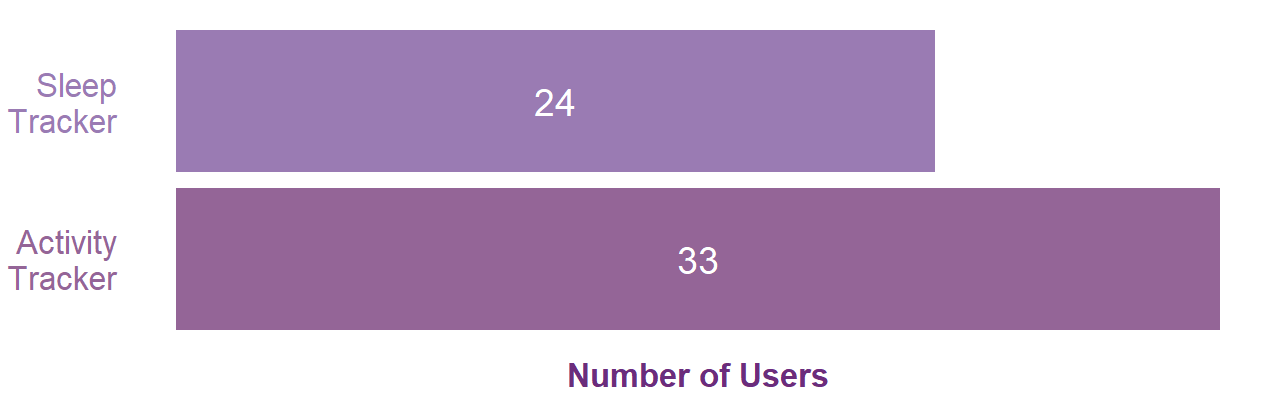 Sleep
Tracker
24
Activity
Tracker
33
Number of Users